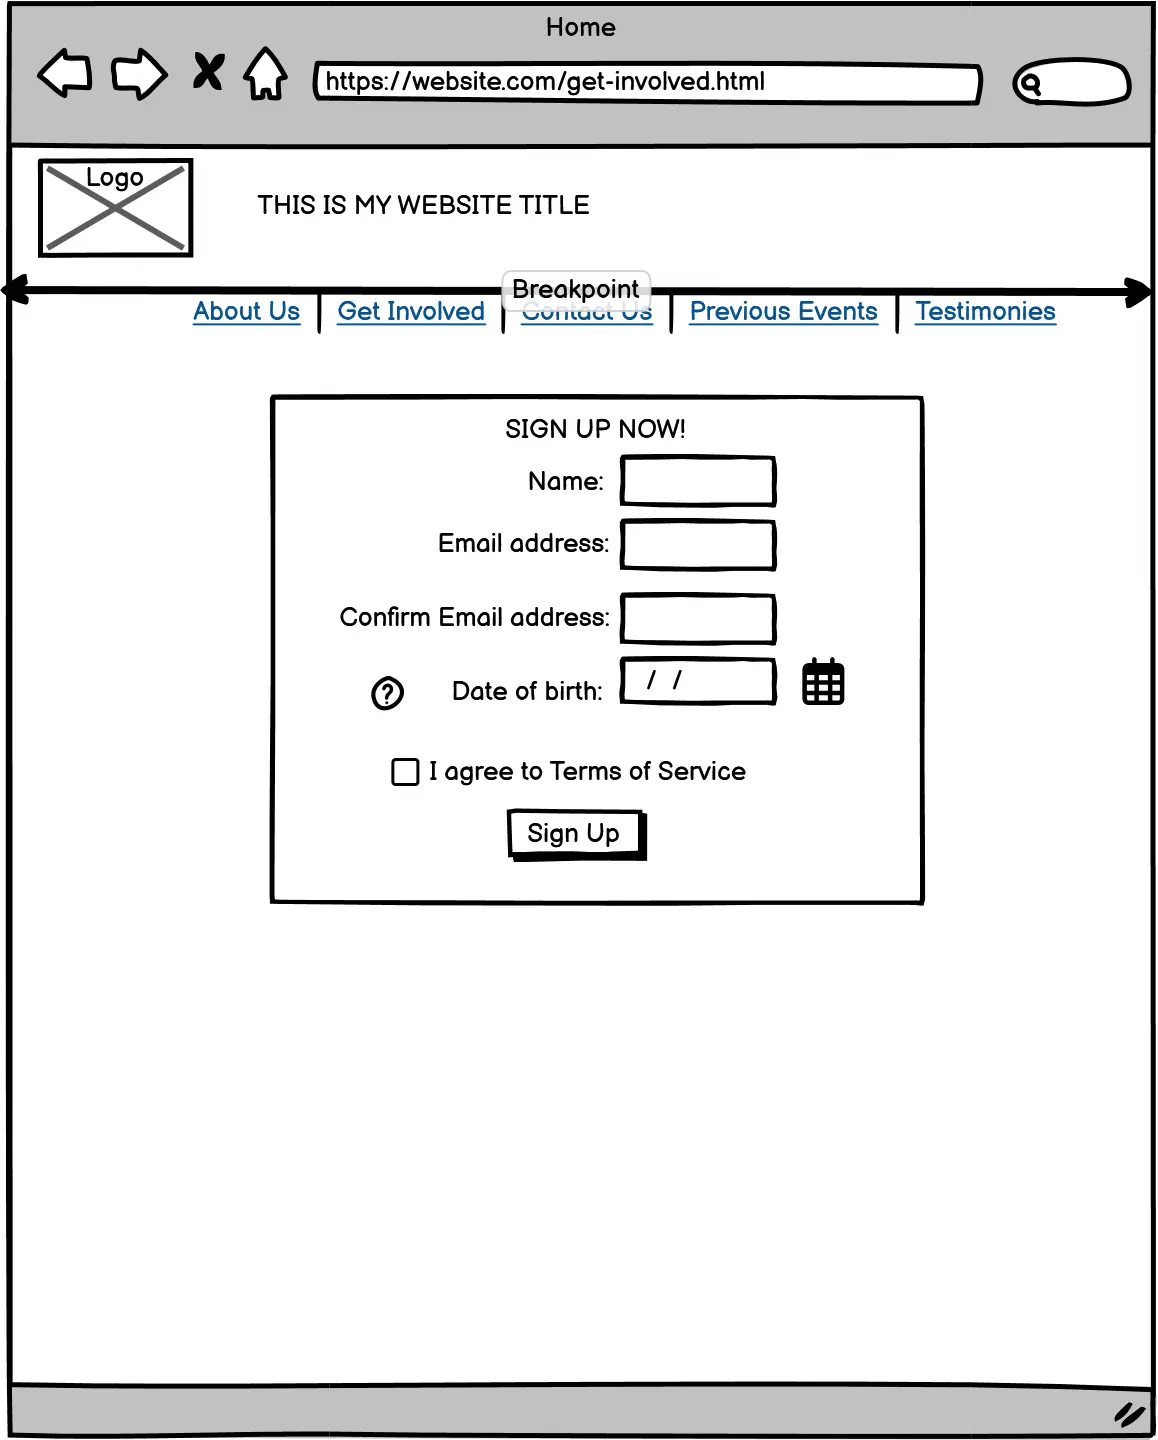 Home
https://website.com/get-involved.html
Logo
THIS IS MY WEBSITE TITLE
Breakpoint
About Us Get Involved Contact Us Previous Events Testimonies
SIGN UP NOW!
Name:
Email address:
Confirm Email address:
? Date of birth: / /
I agree to Terms of Service
Sign Up